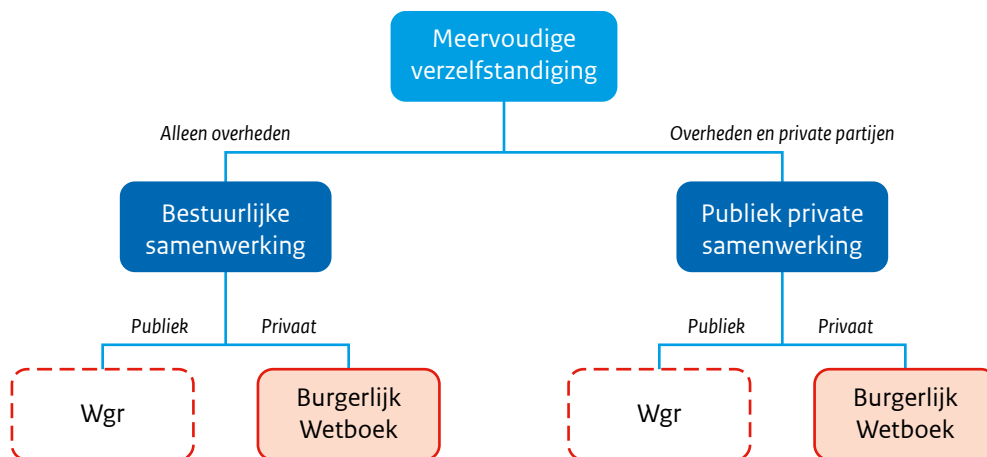 Meervoudige
verzelfstandiging
Alleen overheden
Overheden en private partijen
Bestuurlijke
samenwerking
Publiek private
samenwerking
Publiek
Privaat
Publiek
Privaat
Wgr
Burgerlijk
Wetboek
Wgr
Burgerlijk
Wetboek